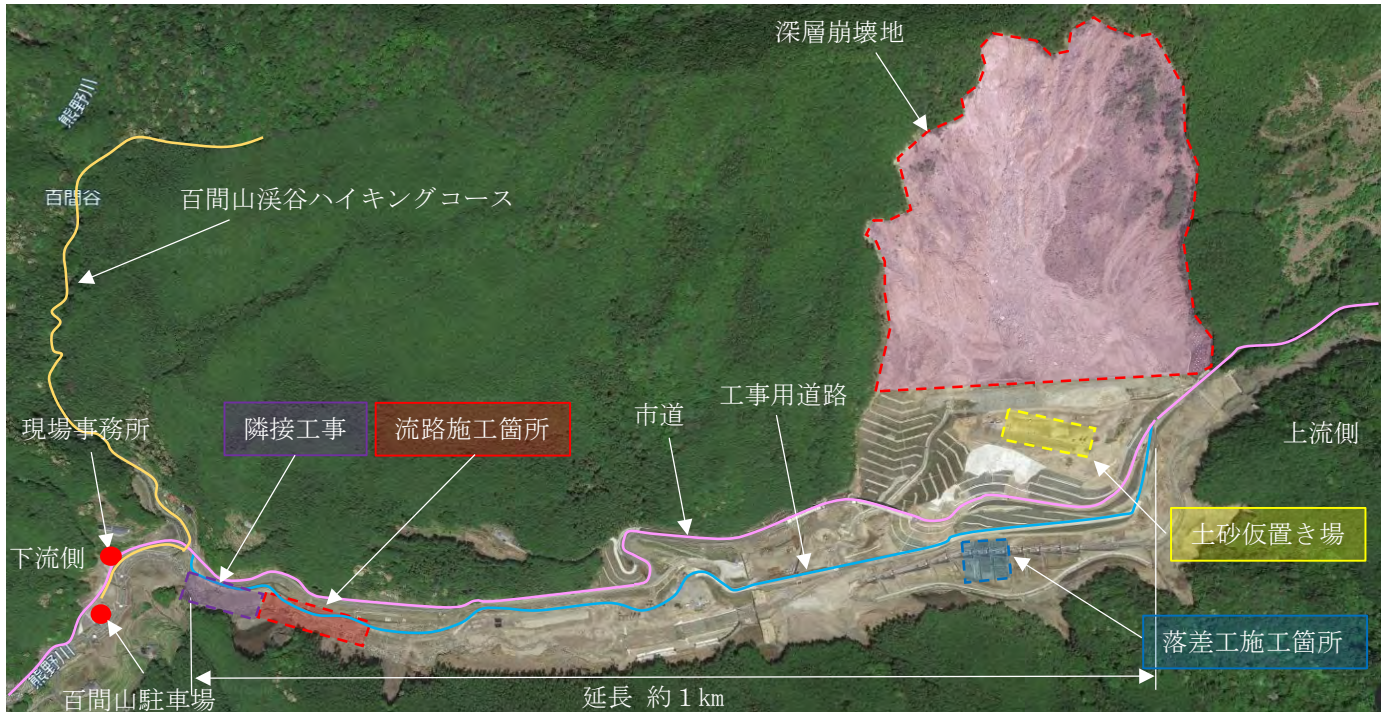 深層崩壊地
熊野川
百間谷
百間山渓谷ハイキングコース
現場事務所
隣接工事
流路施工箇所
市道
工事用道路
上流側
土砂仮置き場
下流側
落差工施工箇所
熊野川
百間山駐車場
延長 約1km